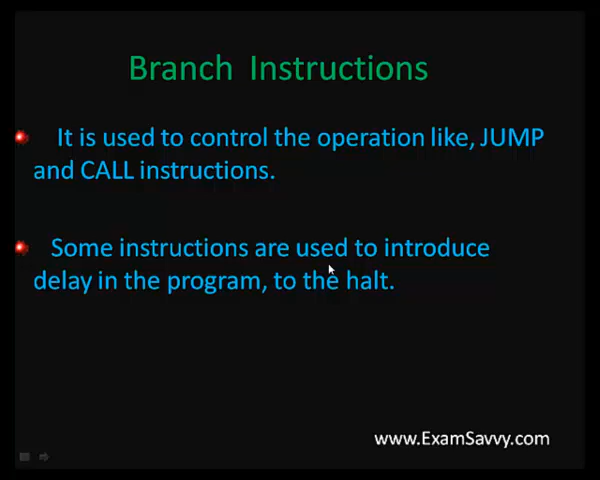 Branch Instructions
It is used to control the operation like, JUMP
and CALL instructions.
Some instructions are used to introduce
delay in the program, to the halt.
www.ExamSavvy.com